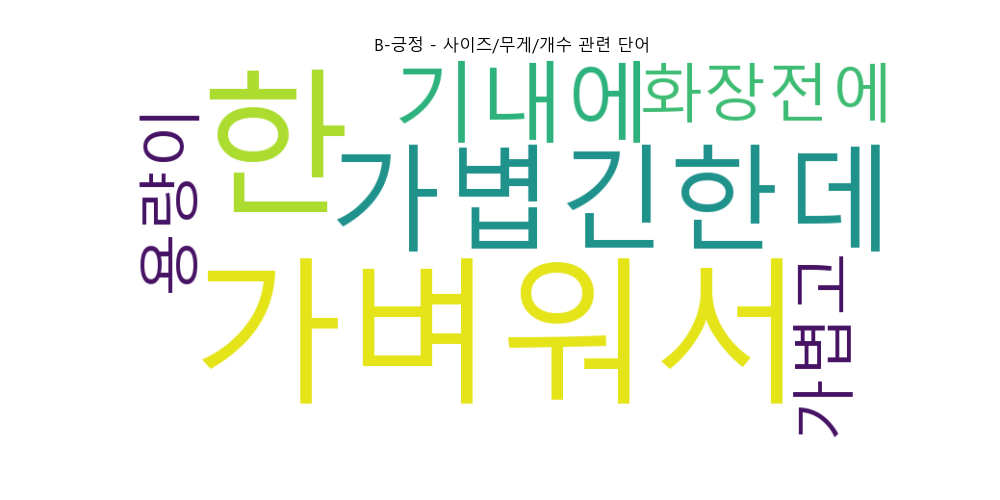 B-긍정 - 사이즈/무게/개수 관련 단어
한
기내에
화장전에
용량이
가볍긴한데
가벼워서
가볍고